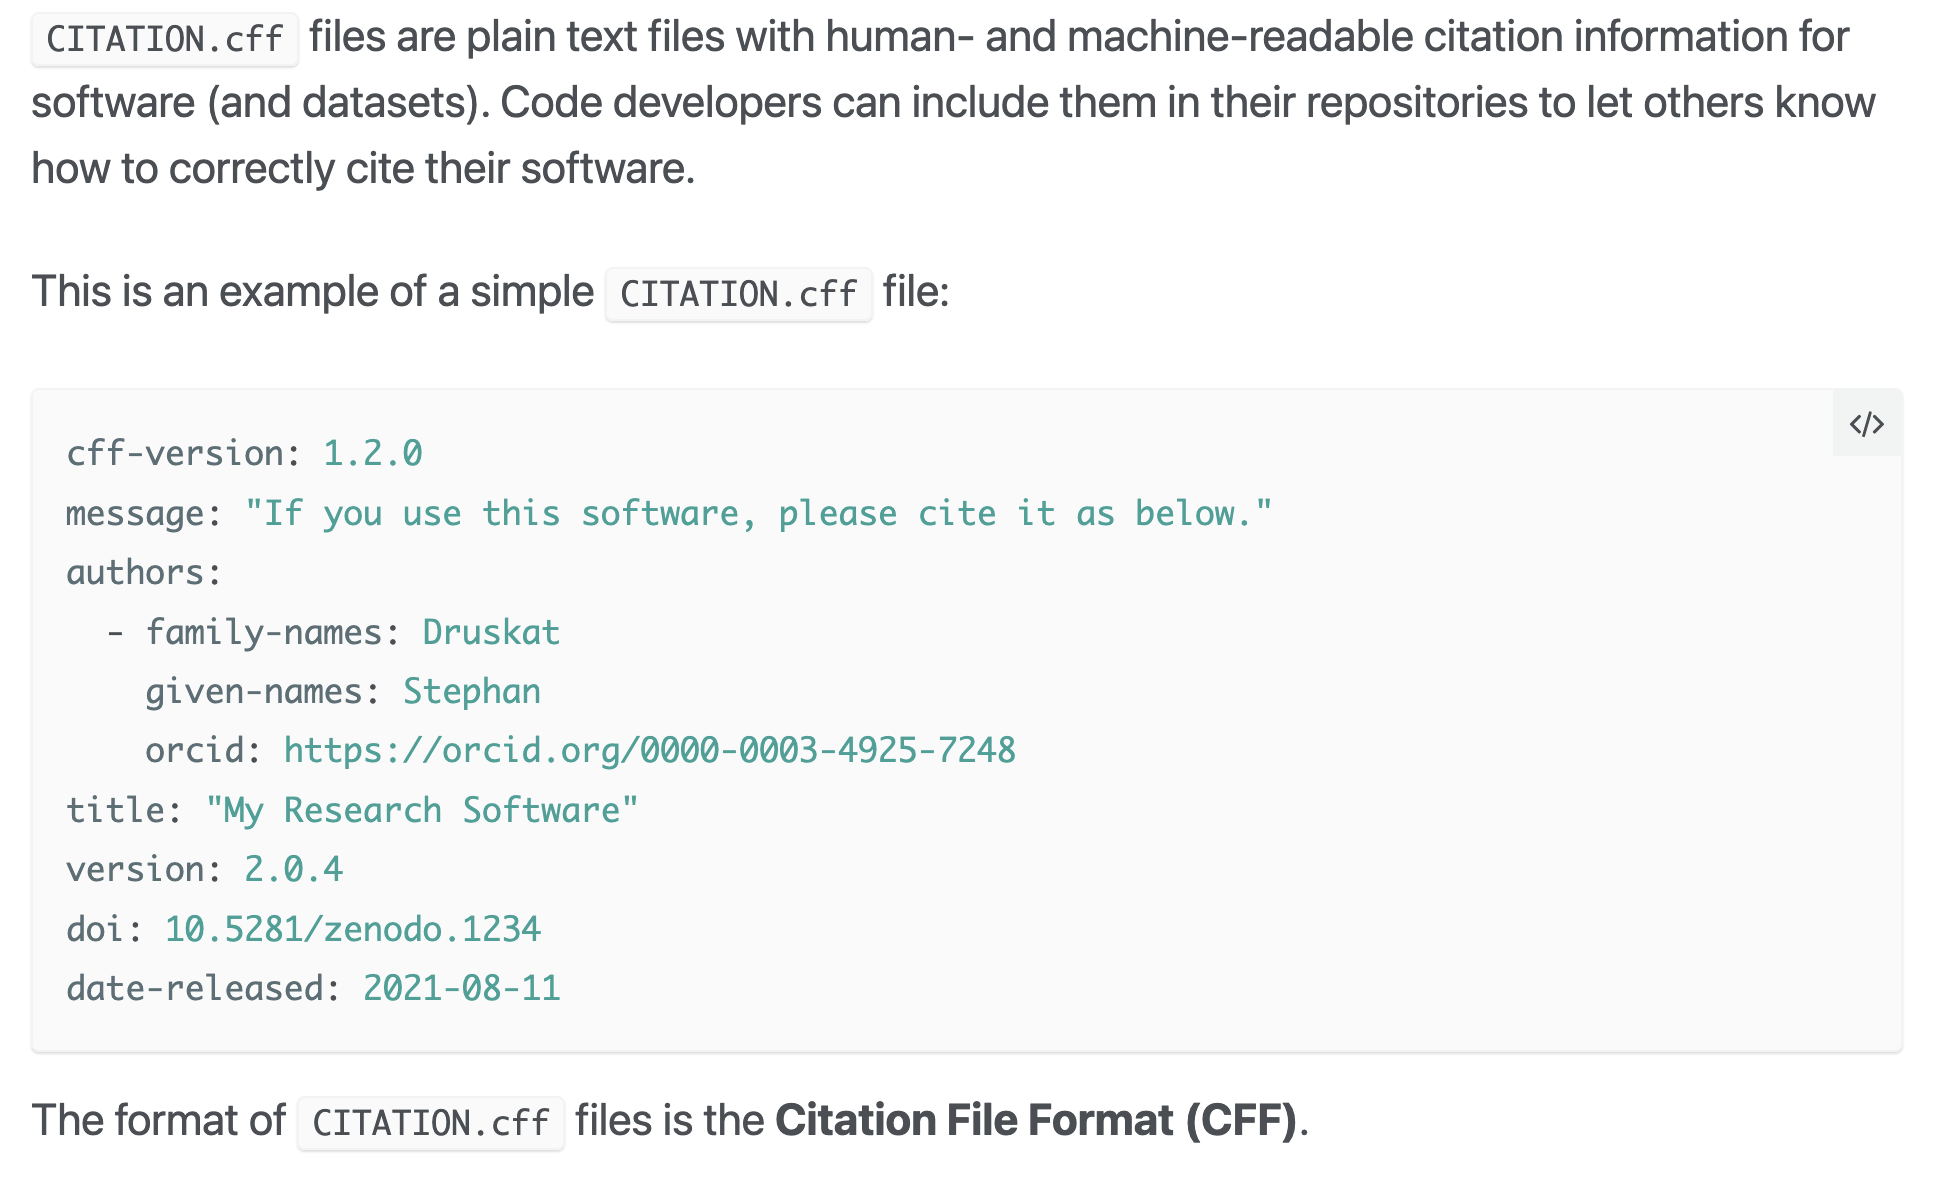 CITATION.cff files are plain text files with human- and machine-readable citation information for
software (and datasets). Code developers can include them in their repositories to let others know
how to correctly cite their software.
This is an example of a simple CITATION.cff file:
</>
cff-version: 1.2.0
message: "If you use this software, please cite it as below."
authors:
  - family-names: Druskat
    given-names: Stephan
    orcid: https://orcid.org/0000-0003-4925-7248
title: "My Research Software"
version: 2.0.4
doi: 10.5281/zenodo.1234
date-released: 2021-08-11
The format of CITATION.cff files is the Citation File Format (CFF).